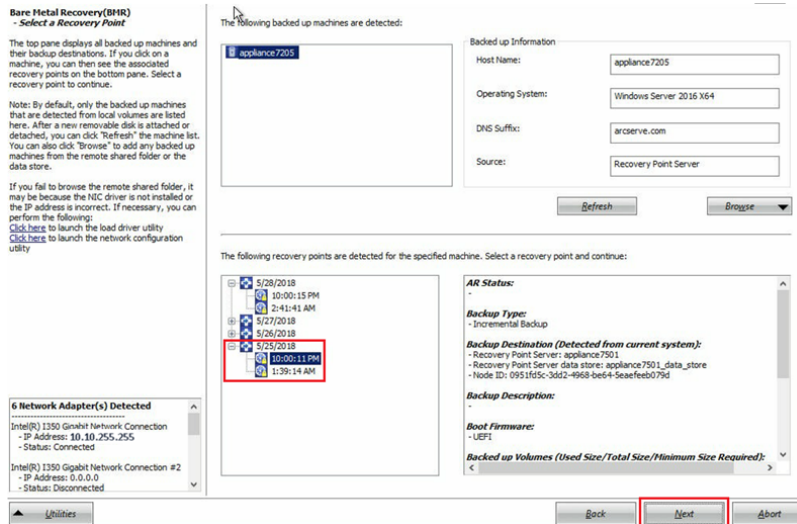 Bare Metal Recovery(BMR)
- Select a Recovery Point
The top pane displays all backed up machines and
their backup destinations. If you click on a
machine, you can then see the associated
recovery points on the bottom pane. Select a
recovery point to continue.
Note: By default, only the backed up machines
that are detected from local volumes are listed
here. After a new removable disk is attached or
detached, you can click "Refresh" the machine list.
You can also click "Browse" to add any backed up
machines from the remote shared folder or the
data store.
If you fail to browse the remote shared folder, it
may be because the NIC driver is not installed or
the IP address is incorrect. If necessary, you can
perform the following:
Click here to launch the load driver utility
Click here to launch the network configuration
utility
6 Network Adapter(s) Detected
Intel(R) I350 Gigabit Network Connection
- IP Address: 10.10.255.255
- Status: Connected
Intel(R) I350 Gigabit Network Connection #2
- IP Address: 0.0.0.0
- Status: Disconnected
The following backed up machines are detected:
appliance7205
Backed up Information
Host Name:
appliance7205
Operating System:
Windows Server 2016 X64
DNS Suffix:
arcserve.com
Source:
Recovery Point Server
Refresh
Browse
The following recovery points are detected for the specified machine. Select a recovery point and continue:
5/28/2018
10:00:15 PM
2:41:41 AM
5/27/2018
5/26/2018
5/25/2018
10:00:11 PM
1:39:14 AM
AR Status:
-
Backup Type:
- Incremental Backup
Backup Destination (Detected from current system):
- Recovery Point Server: appliance7501
- Recovery Point Server data store: appliance7501_data_store
- Node ID: 0951fd5c-3dd2-4968-be64-5eaefeeb079d
Backup Description:
-
Boot Firmware:
- UEFI
Backed up Volumes (Used Size/Total Size/Minimum Size Required):
Utilities
Back
Next
Abort